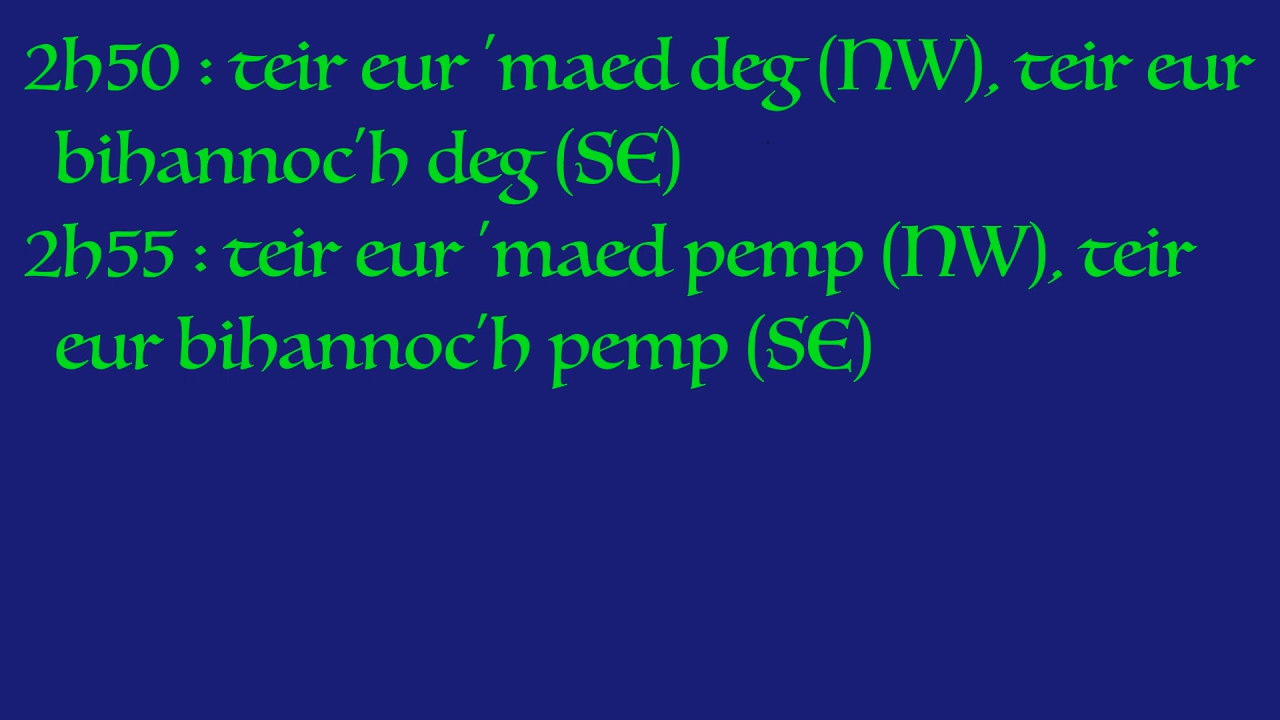 2h50 : teir eur 'maed deg (NW), teir eur
bihannoc'h deg (SE)
2h55 : teir eur 'maed pemp (NW), teir
eur bihannoc'h pemp (SE)